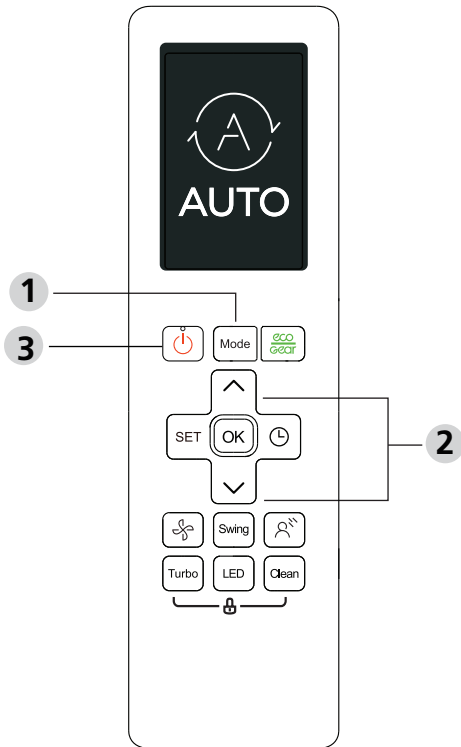 A
AUTO
1
3
Mode
eco
Gear
SET
OK
2
Swing
Turbo
LED
Clean